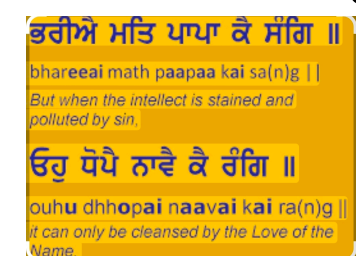 ਭਰੀਐ ਮਤਿ ਪਾਪਾ ਕੈ ਸੰਗਿ ॥
bhareeai math paapaa kai sa(n)g ||
But when the intellect is stained and
polluted by sin,
ਓਹੁ ਧੋਪੈ ਨਾਵੈ ਕੈ ਰੰਗਿ ॥
ouhu dhhopai naavai kai ra(n)g ||
it can only be cleansed by the Love of the
Name.